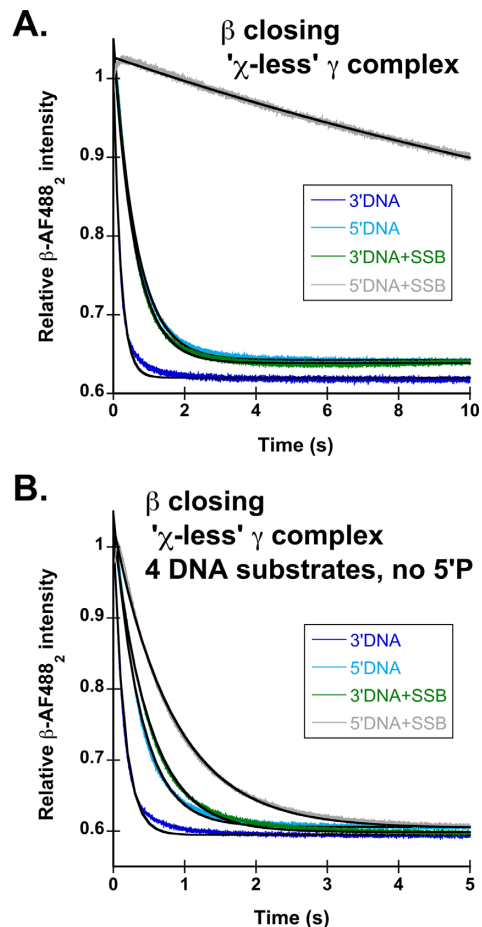 A.
β closing
'χ-less' γ complex
1
0.9
0.8
0.7
0.6
Relative β-AF488₂ intensity
3'DNA
5'DNA
3'DNA+SSB
5'DNA+SSB
0
2
4
6
8
10
Time (s)
B.
β closing
'χ-less' γ complex
4 DNA substrates, no 5'P
1
0.9
0.8
0.7
0.6
Relative β-AF488₂ intensity
3'DNA
5'DNA
3'DNA+SSB
5'DNA+SSB
0
1
2
3
4
5
Time (s)